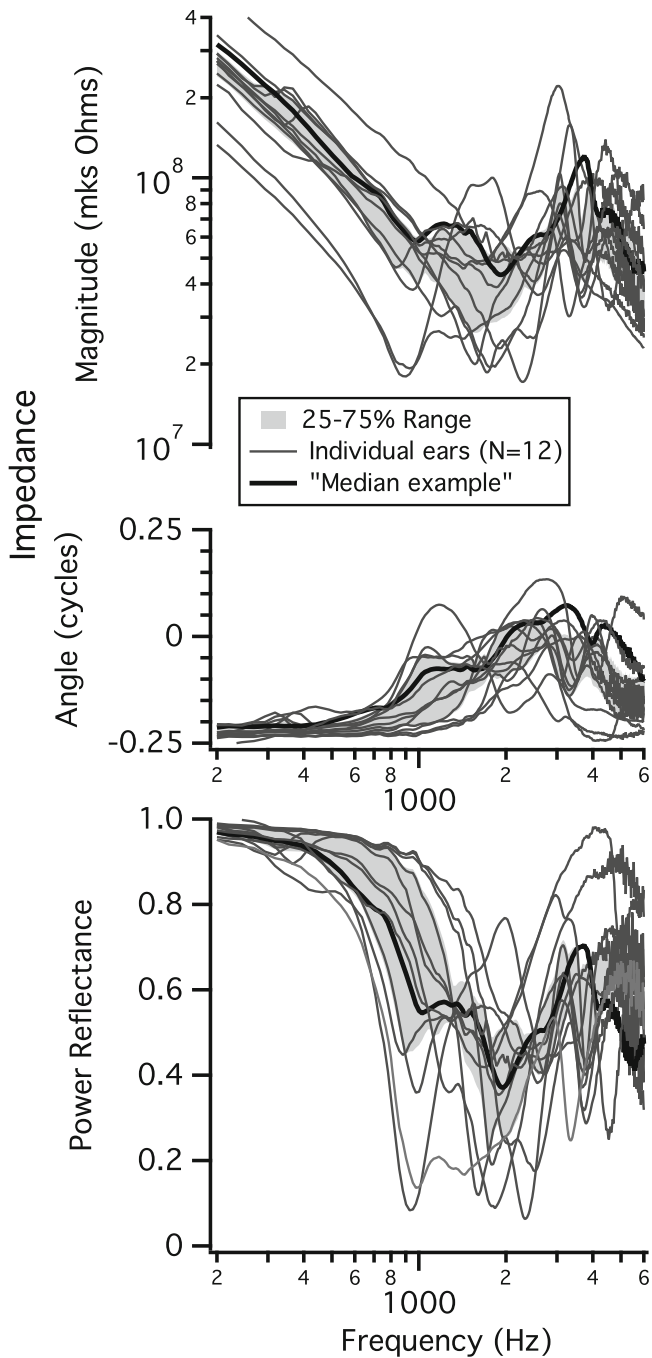 Impedance
Magnitude (mks Ohms)
4
2
10^8
8
6
4
2
10^7
25-75% Range
Individual ears (N=12)
"Median example"
Angle (cycles)
0.25
0
-0.25
2 4 6 8 1000 2 4 6
Power Reflectance
1.0
0.8
0.6
0.4
0.2
0
2 4 6 8 1000 2 4 6
Frequency (Hz)